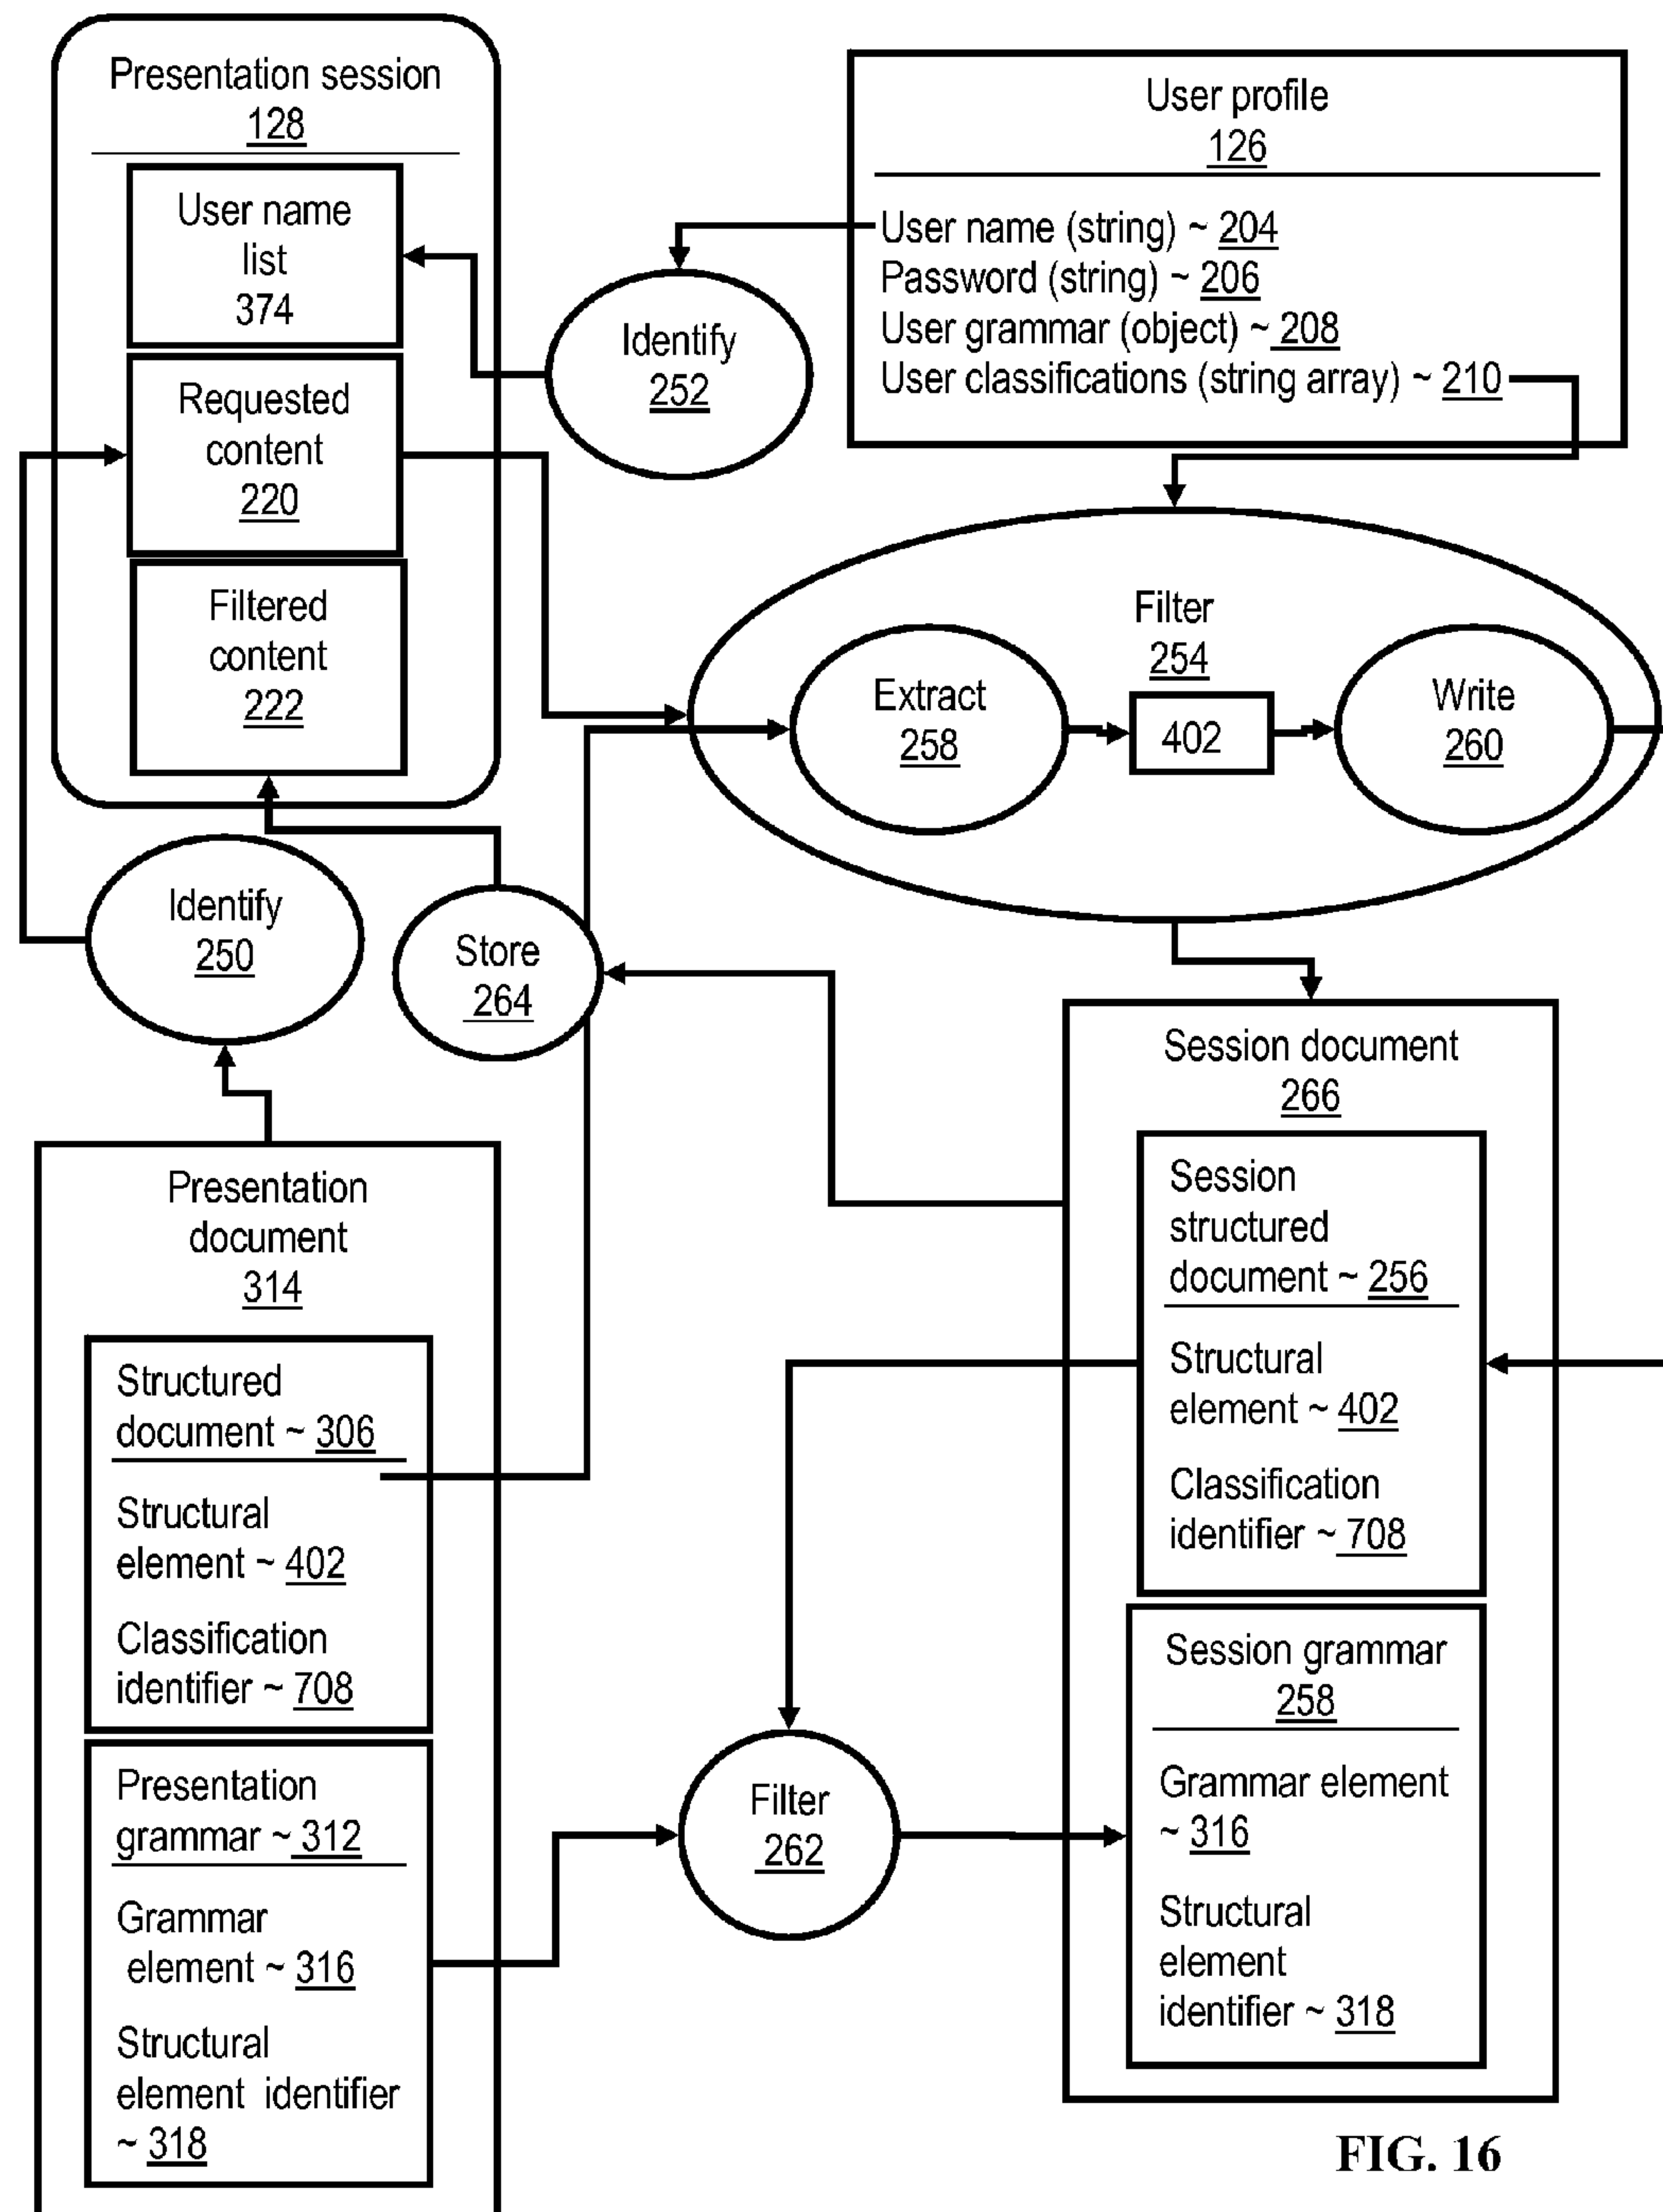 Presentation session
128
User name
list
374
Requested
content
220
Filtered
content
222
User profile
126
User name (string) ~ 204
Password (string) ~ 206
User grammar (object) ~ 208
User classifications (string array) ~ 210
Identify
252
Filter
254
Extract
258
402
Write
260
Identify
250
Store
264
Presentation
document
314
Structured
document ~ 306
Structural
element ~ 402
Classification
identifier ~ 708
Presentation
grammar ~ 312
Grammar
element ~ 316
Structural
element identifier
~ 318
Filter
262
Session document
266
Session
structured
document ~ 256
Structural
element ~ 402
Classification
identifier ~ 708
Session grammar
258
Grammar element
~ 316
Structural
element
identifier ~ 318
FIG. 16